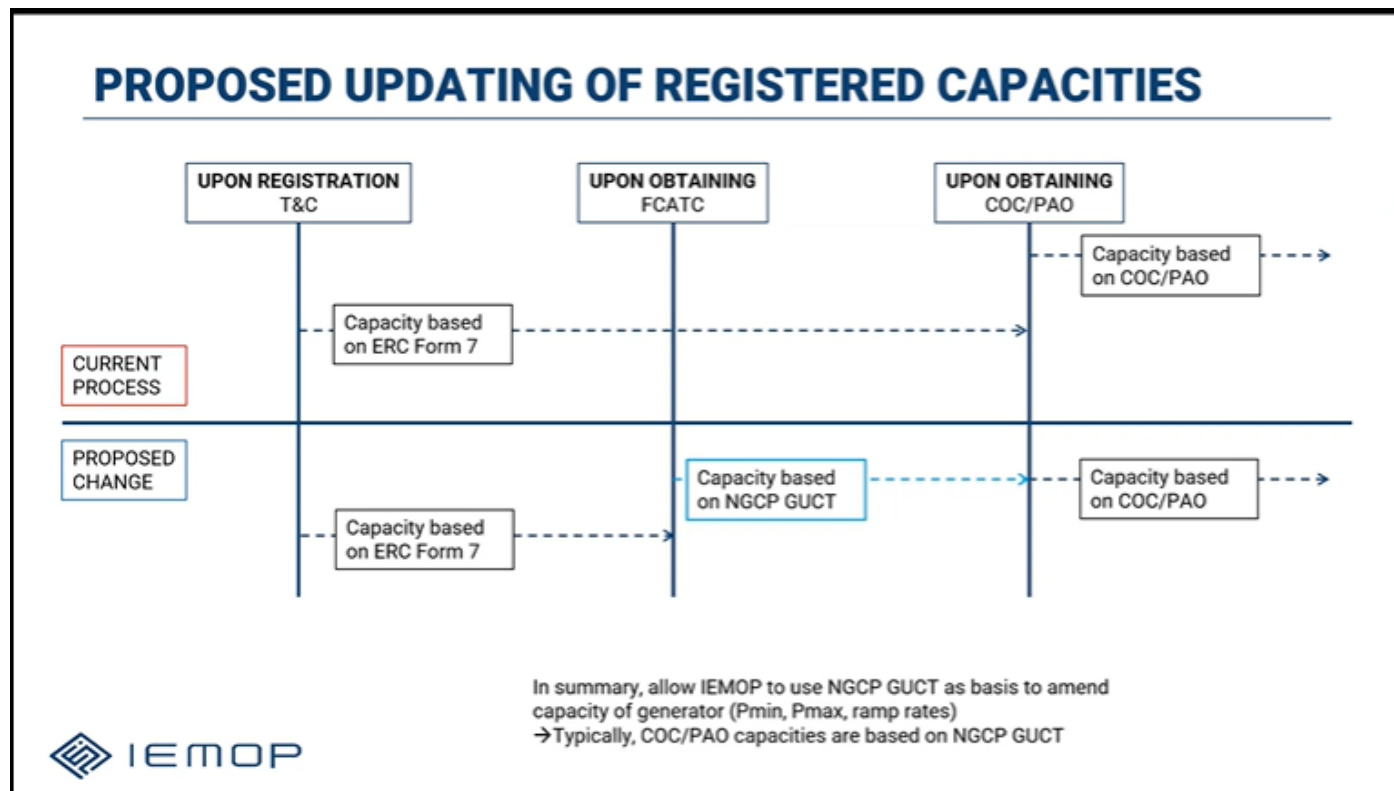 PROPOSED UPDATING OF REGISTERED CAPACITIES
UPON REGISTRATION
T&C
UPON OBTAINING
FCATC
UPON OBTAINING
COC/PAO
Capacity based
on COC/PAO
Capacity based
on ERC Form 7
CURRENT
PROCESS
PROPOSED
CHANGE
Capacity based
on NGCP GUCT
Capacity based
on COC/PAO
Capacity based
on ERC Form 7
In summary, allow IEMOP to use NGCP GUCT as basis to amend
capacity of generator (Pmin, Pmax, ramp rates)
→Typically, COC/PAO capacities are based on NGCP GUCT
IEMOP